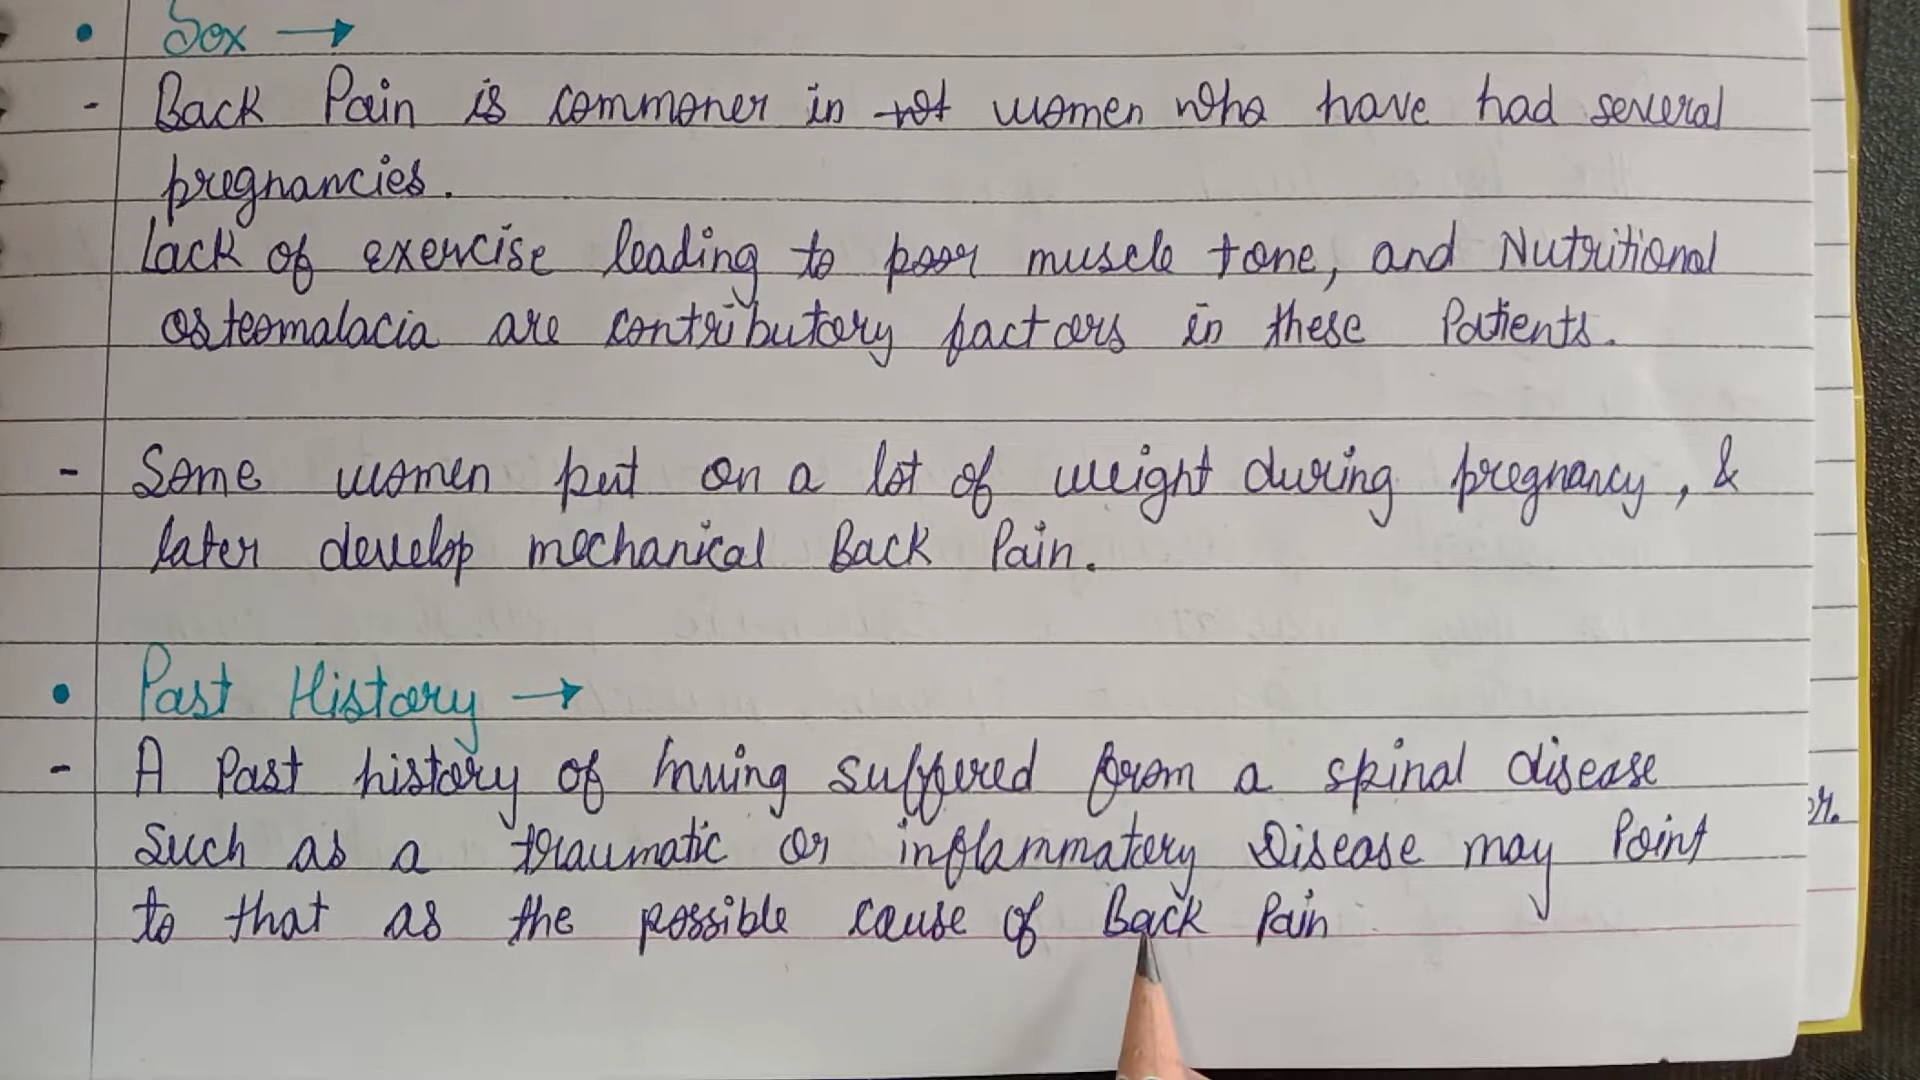 • Sex →
- Back Pain is commoner in not women who have had several
pregnancies.
Lack of exercise leading to poor muscle tone, and Nutritional
osteomalacia are contributory factors in these Patients.
- Some women put on a lot of weight during pregnancy, &
later develop mechanical Back Pain.
• Past History →
- A Past history of having suffered from a spinal disease
Such as a traumatic or inflammatory Disease may Point
to that as the possible cause of Back Pain